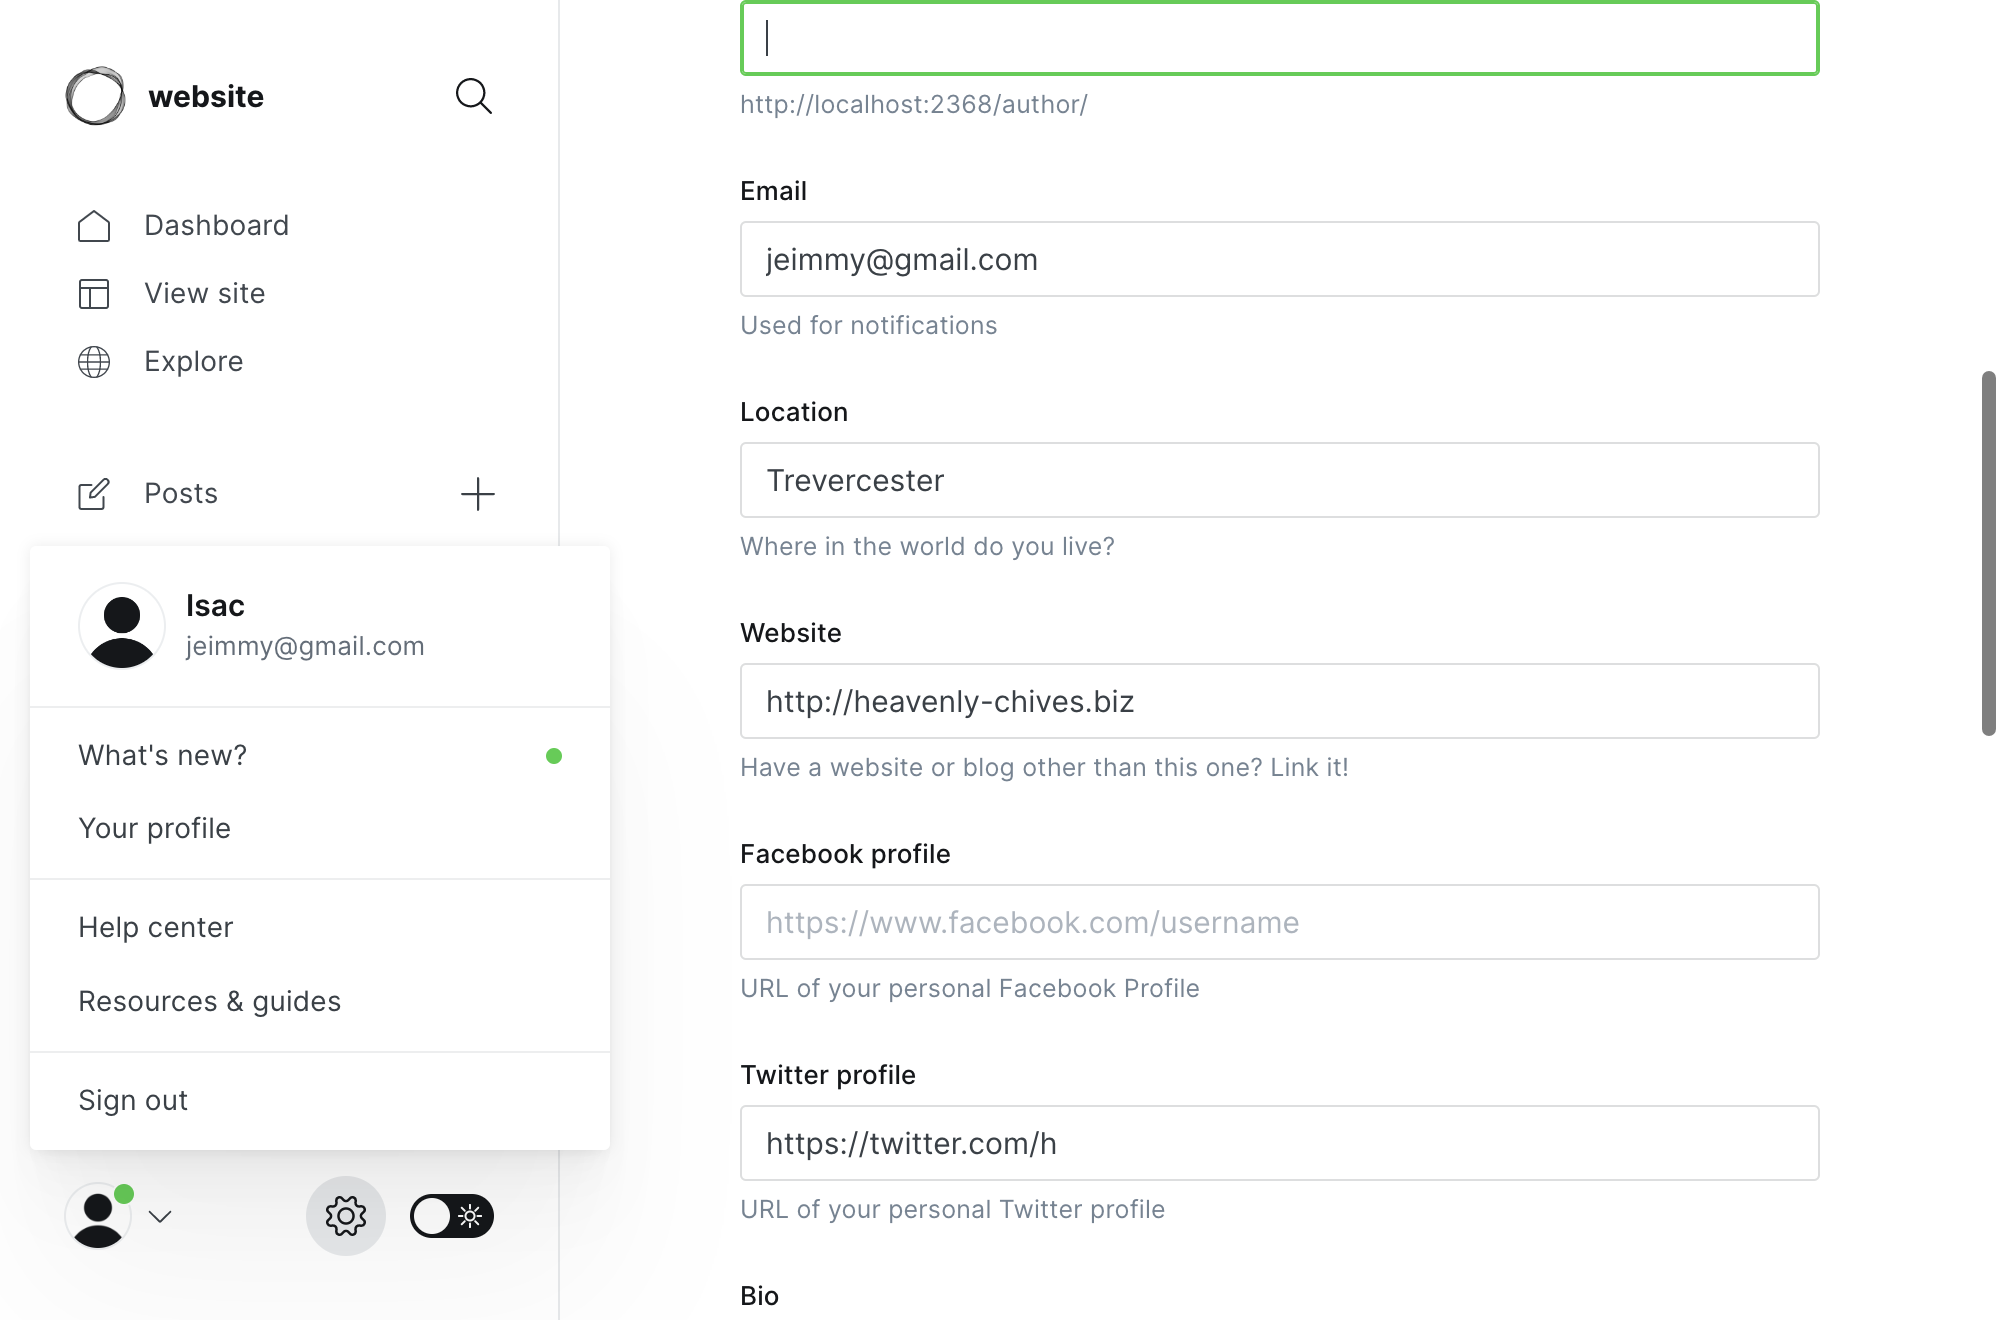 website
Dashboard
View site
Explore
Posts
Isac
jeimmy@gmail.com
What's new?
Your profile
Help center
Resources & guides
Sign out
http://localhost:2368/author/
Email
jeimmy@gmail.com
Used for notifications
Location
Trevercester
Where in the world do you live?
Website
http://heavenly-chives.biz
Have a website or blog other than this one? Link it!
Facebook profile
https://www.facebook.com/username
URL of your personal Facebook Profile
Twitter profile
https://twitter.com/h
URL of your personal Twitter profile
Bio